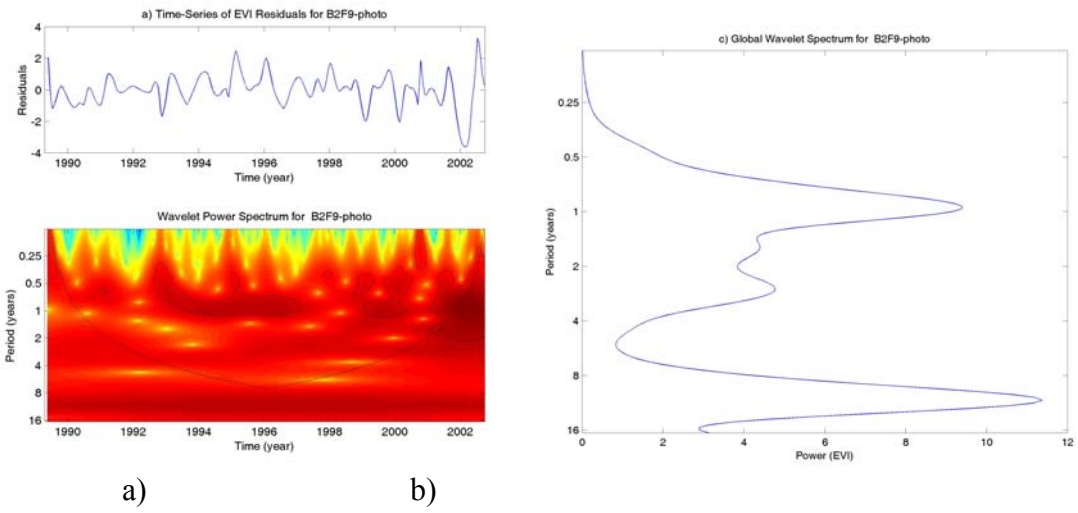 a) Time-Series of EVI Residuals for B2F9-photo
4
2
0
-2
-4
Residuals
1990 1992 1994 1996 1998 2000 2002
Time (year)
Wavelet Power Spectrum for B2F9-photo
0.25
0.5
1
2
4
8
16
Period (years)
1990 1992 1994 1996 1998 2000 2002
Time (year)
c) Global Wavelet Spectrum for B2F9-photo
0.25
0.5
1
2
4
8
16
Period (years)
0 2 4 6 8 10 12
Power (EVI)
a) b)